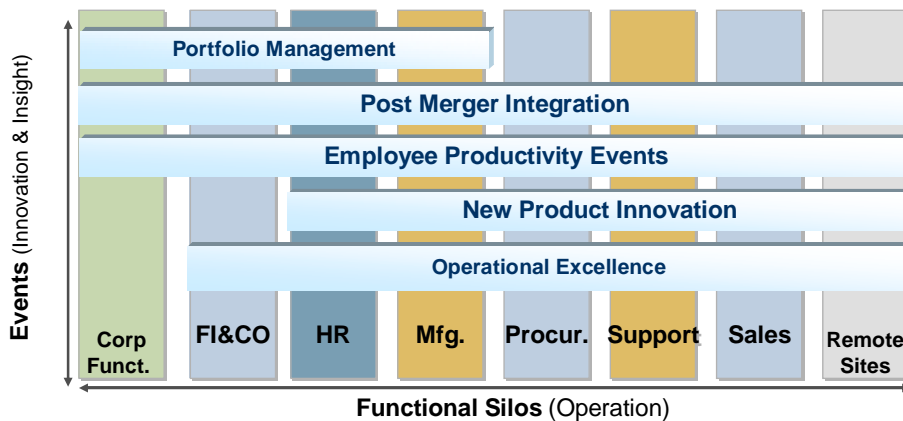 Portfolio Management
Post Merger Integration
Employee Productivity Events
New Product Innovation
Operational Excellence
Events (Innovation & Insight)
Corp
Funct.
FI&CO
HR
Mfg.
Procur.
Support
Sales
Remote
Sites
Functional Silos (Operation)